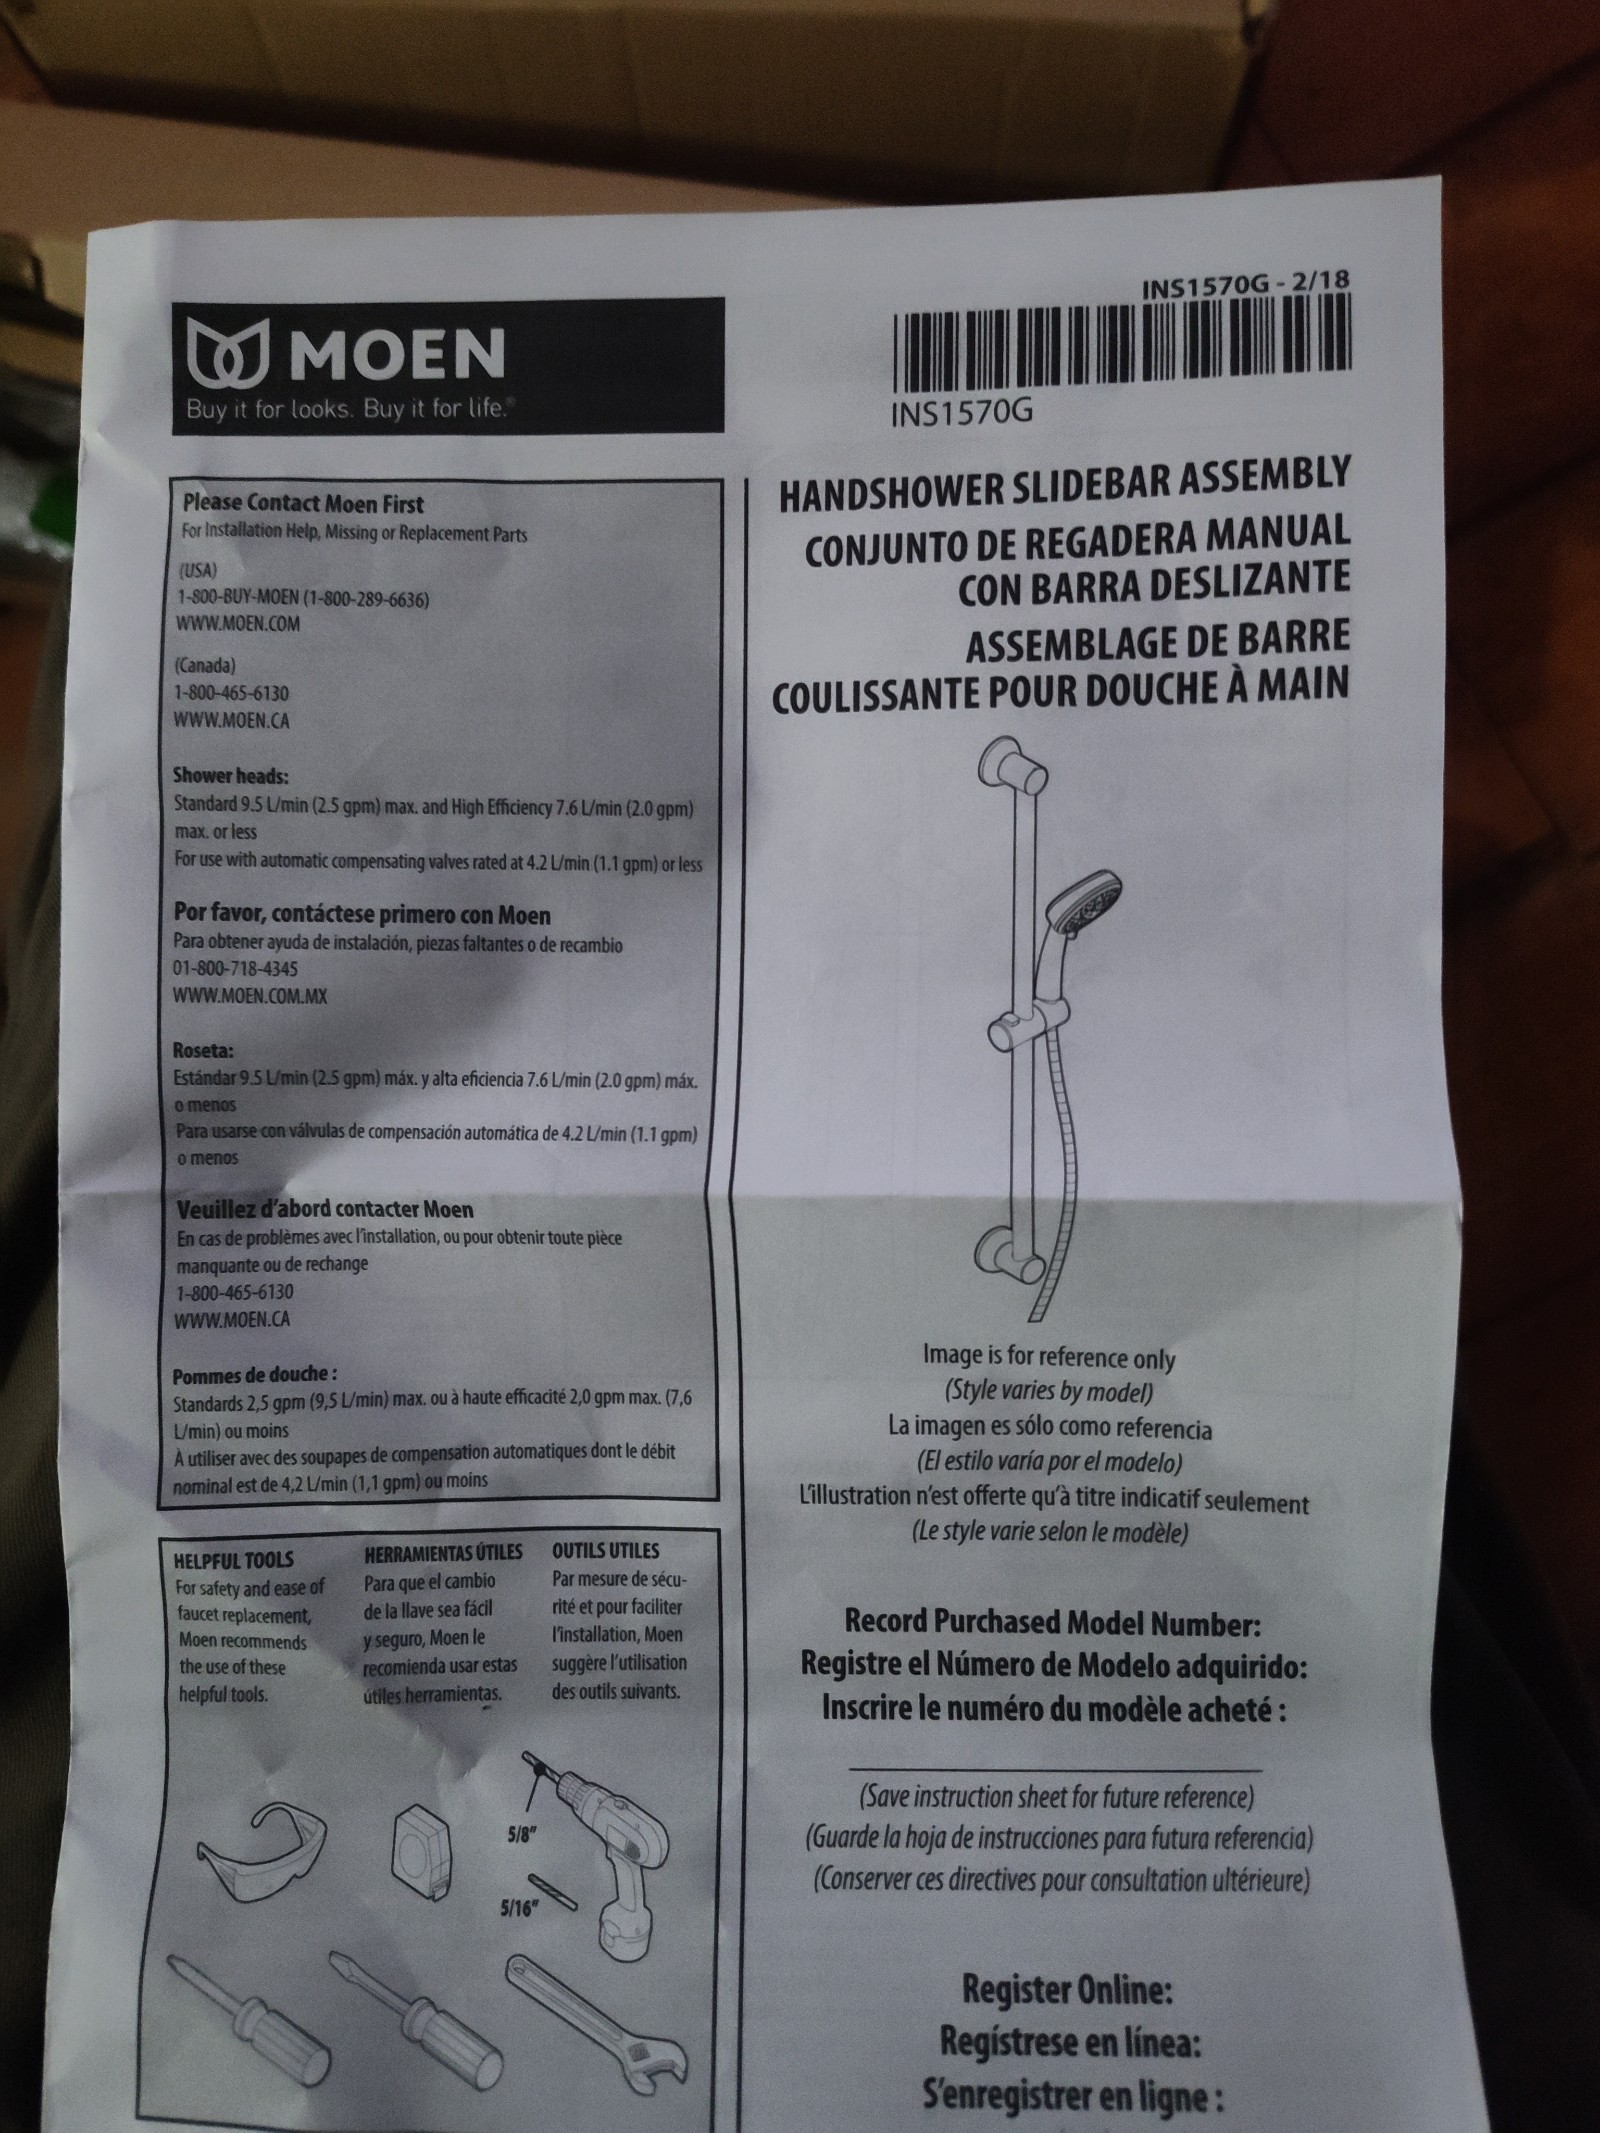 MOEN
Buy it for looks. Buy it for life.®
INS1570G - 2/18
INS1570G
Please Contact Moen First
For Installation Help, Missing or Replacement Parts
(USA)
1-800-BUY-MOEN (1-800-289-6636)
WWW.MOEN.COM
(Canada)
1-800-465-6130
WWW.MOEN.CA
Shower heads:
Standard 9.5 L/min (2.5 gpm) max. and High Efficiency 7.6 L/min (2.0 gpm)
max. or less
For use with automatic compensating valves rated at 4.2 L/min (1.1 gpm) or less
Por favor, contáctese primero con Moen
Para obtener ayuda de instalación, piezas faltantes o de recambio
01-800-718-4345
WWW.MOEN.COM.MX
Roseta:
Estándar 9.5 L/min (2.5 gpm) máx. y alta eficiencia 7.6 L/min (2.0 gpm) máx.
o menos
Para usarse con válvulas de compensación automática de 4.2 L/min (1.1 gpm)
o menos
Veuillez d'abord contacter Moen
En cas de problèmes avec l'installation, ou pour obtenir toute pièce
manquante ou de rechange
1-800-465-6130
WWW.MOEN.CA
Pommes de douche :
Standards 2,5 gpm (9,5 L/min) max. ou à haute efficacité 2,0 gpm max. (7,6
L/min) ou moins
À utiliser avec des soupapes de compensation automatiques dont le débit
nominal est de 4,2 L/min (1,1 gpm) ou moins
HELPFUL TOOLS
For safety and ease of
faucet replacement,
Moen recommends
the use of these
helpful tools.
HERRAMIENTAS ÚTILES
Para que el cambio
de la llave sea fácil
y seguro, Moen le
recomienda usar estas
útiles herramientas.
OUTILS UTILES
Par mesure de sécu-
rité et pour faciliter
l'installation, Moen
suggère l'utilisation
des outils suivants.
5/8"
5/16"
HANDSHOWER SLIDEBAR ASSEMBLY
CONJUNTO DE REGADERA MANUAL
CON BARRA DESLIZANTE
ASSEMBLAGE DE BARRE
COULISSANTE POUR DOUCHE À MAIN
Image is for reference only
(Style varies by model)
La imagen es sólo como referencia
(El estilo varía por el modelo)
L'illustration n'est offerte qu'à titre indicatif seulement
(Le style varie selon le modèle)
Record Purchased Model Number:
Registre el Número de Modelo adquirido:
Inscrire le numéro du modèle acheté :
(Save instruction sheet for future reference)
(Guarde la hoja de instrucciones para futura referencia)
(Conserver ces directives pour consultation ultérieure)
Register Online:
Regístrese en línea:
S'enregistrer en ligne :